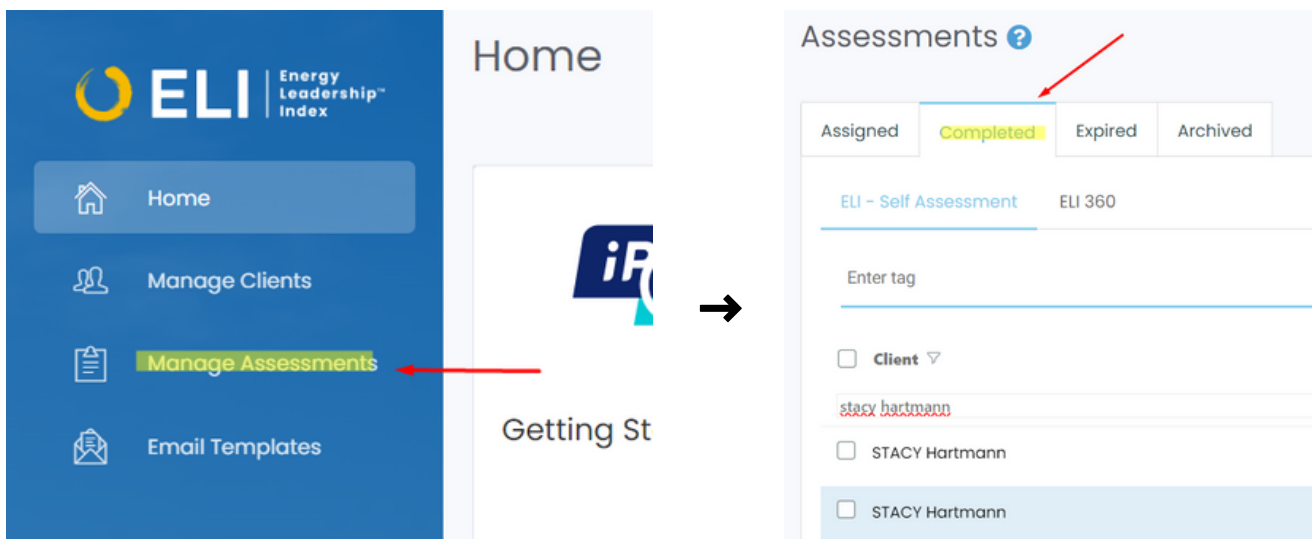 ELI
Energy
Leadership™
Index
Home
Manage Clients
Manage Assessments
Email Templates
Home
Getting St
Assessments ?
Assigned Completed Expired Archived
ELI - Self Assessment ELI 360
Enter tag
Client
stacy hartmann
STACY Hartmann
STACY Hartmann